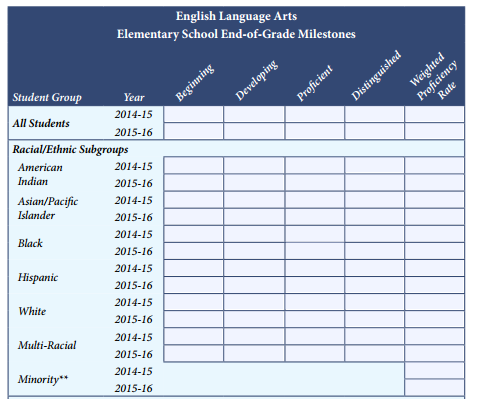 English Language Arts
Elementary School End-of-Grade Milestones
Student Group Year Beginning Developing Proficient Distinguished Weighted Proficiency Rate
All Students 2014-15
2015-16
Racial/Ethnic Subgroups
American Indian 2014-15
2015-16
Asian/Pacific Islander 2014-15
2015-16
Black 2014-15
2015-16
Hispanic 2014-15
2015-16
White 2014-15
2015-16
Multi-Racial 2014-15
2015-16
Minority** 2014-15
2015-16